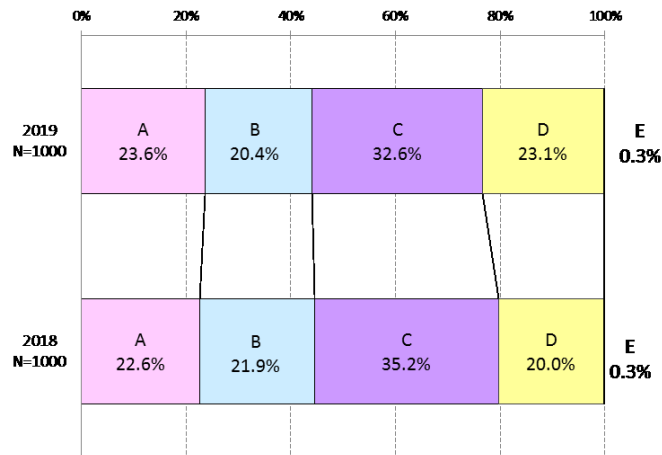 0% 20% 40% 60% 80% 100%
2019
N=1000
A
23.6%
B
20.4%
C
32.6%
D
23.1%
E
0.3%
2018
N=1000
A
22.6%
B
21.9%
C
35.2%
D
20.0%
E
0.3%